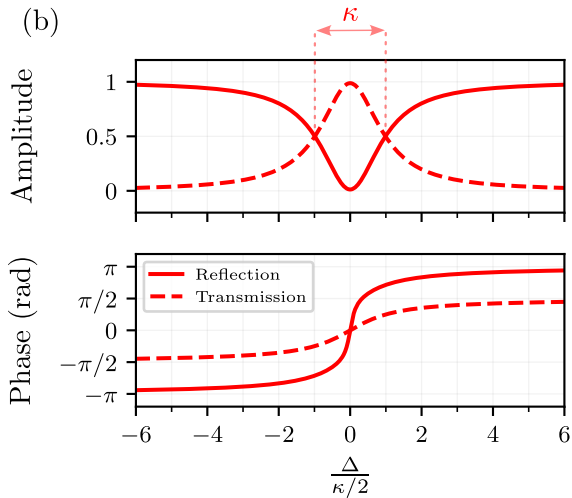 (b)
κ
Amplitude
1
0.5
0
Phase (rad)
π
π/2
0
−π/2
−π
Reflection
Transmission
−6 −4 −2 0 2 4 6
Δ
κ/2